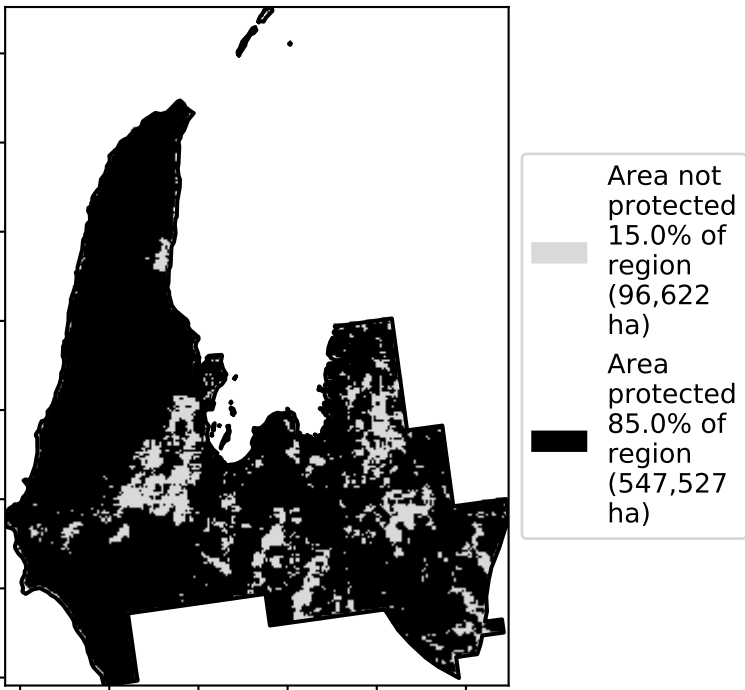 Area not
protected
15.0% of
region
(96,622
ha)
Area
protected
85.0% of
region
(547,527
ha)